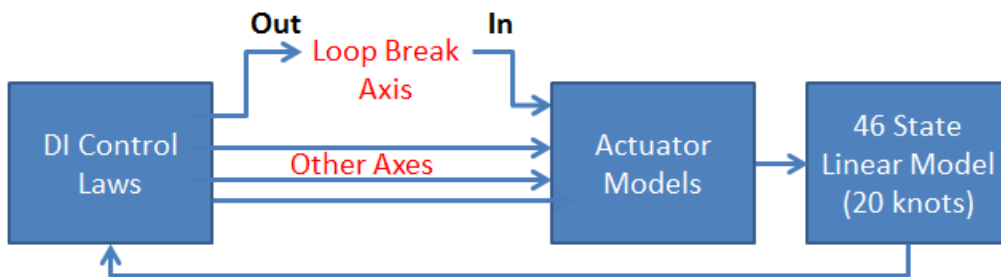 Out
In
Loop Break
Axis
DI Control
Laws
Other Axes
Actuator
Models
46 State
Linear Model
(20 knots)